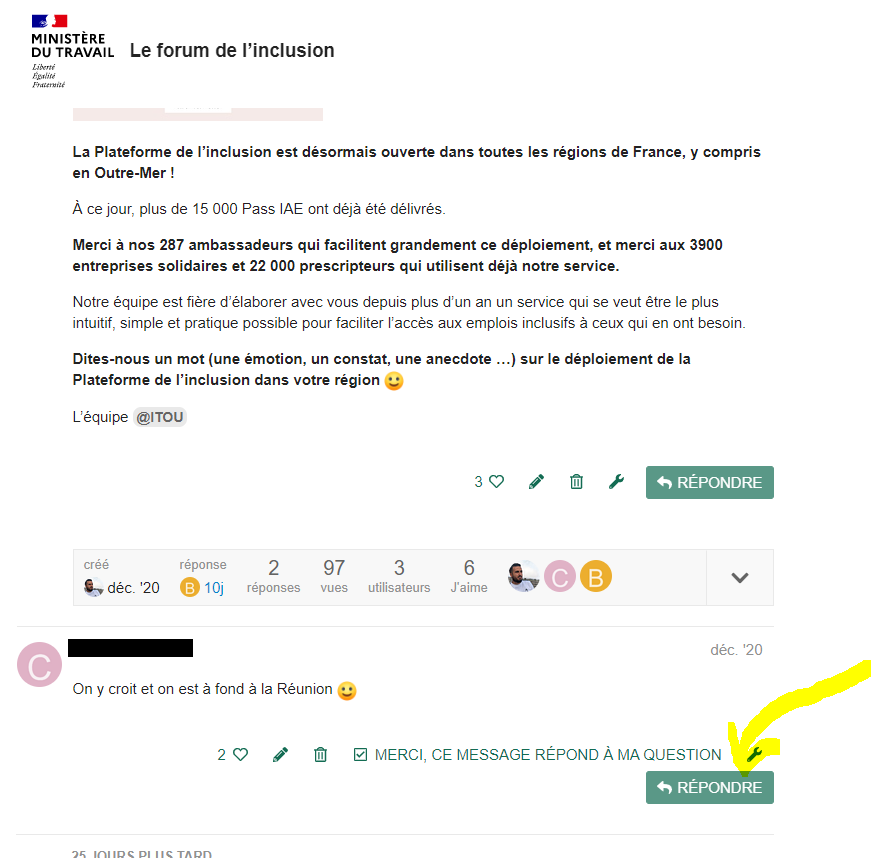 MINISTÈRE
DU TRAVAIL
Liberté
Égalité
Fraternité
Le forum de l’inclusion
La Plateforme de l’inclusion est désormais ouverte dans toutes les régions de France, y compris
en Outre-Mer !
À ce jour, plus de 15 000 Pass IAE ont déjà été délivrés.
Merci à nos 287 ambassadeurs qui facilitent grandement ce déploiement, et merci aux 3900
entreprises solidaires et 22 000 prescripteurs qui utilisent déjà notre service.
Notre équipe est fière d’élaborer avec vous depuis plus d’un an un service qui se veut être le plus
intuitif, simple et pratique possible pour faciliter l’accès aux emplois inclusifs à ceux qui en ont besoin.
Dites-nous un mot (une émotion, un constat, une anecdote …) sur le déploiement de la
Plateforme de l’inclusion dans votre région
L’équipe @ITOU
3 RÉPONDRE
créé réponse 2 97 3 6 C B
déc. '20 B 10j réponses vues utilisateurs J'aime
C déc. '20
On y croit et on est à fond à la Réunion
2 MERCI, CE MESSAGE RÉPOND À MA QUESTION
RÉPONDRE
25 JOURS PLUS TARD